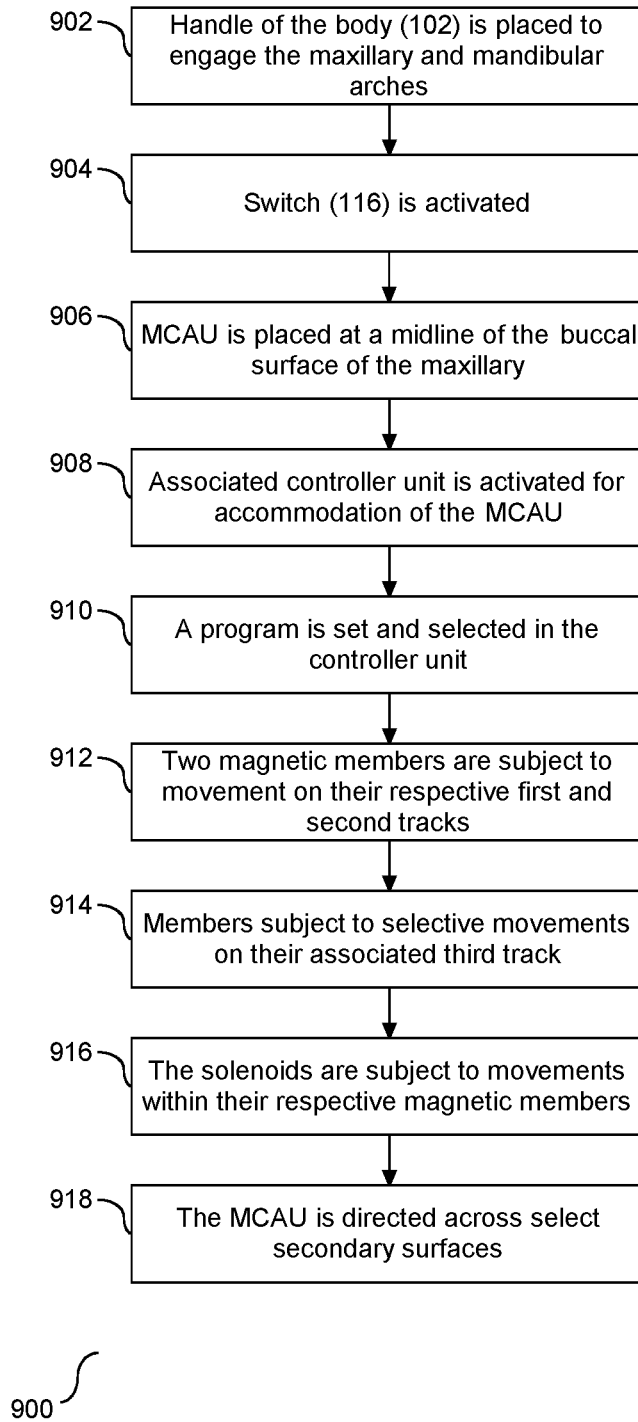 902
Handle of the body (102) is placed to
engage the maxillary and mandibular
arches
904
Switch (116) is activated
906
MCAU is placed at a midline of the buccal
surface of the maxillary
908
Associated controller unit is activated for
accommodation of the MCAU
910
A program is set and selected in the
controller unit
912
Two magnetic members are subject to
movement on their respective first and
second tracks
914
Members subject to selective movements
on their associated third track
916
The solenoids are subject to movements
within their respective magnetic members
918
The MCAU is directed across select
secondary surfaces
900